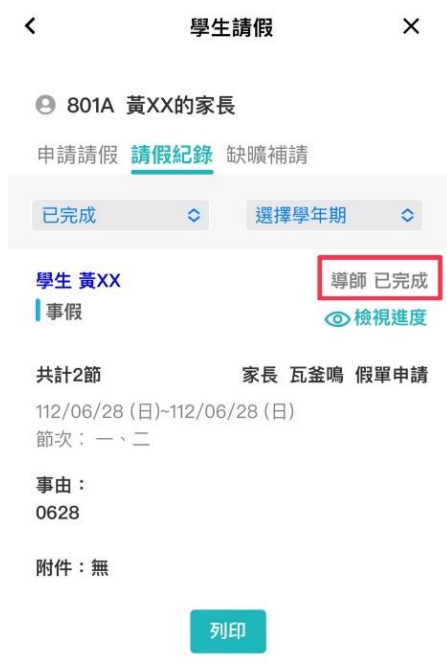 學生請假
801A 黃XX的家長
申請請假 請假紀錄 缺曠補請
已完成 選擇學年期
學生 黃XX 導師 已完成
事假 檢視進度
共計2節 家長 瓦釜鳴 假單申請
112/06/28 (日)~112/06/28 (日)
節次： 一、二
事由：
0628
附件：無
列印